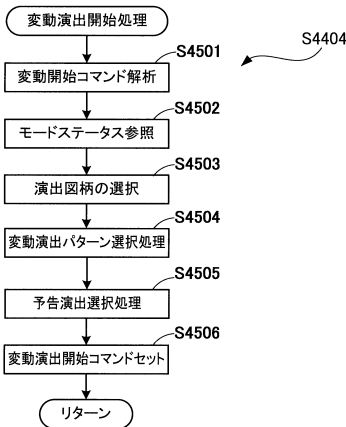 変動演出開始処理
S4404
S4501
変動開始コマンド解析
S4502
モードステータス参照
S4503
演出図柄の選択
S4504
変動演出パターン選択処理
S4505
予告演出選択処理
S4506
変動演出開始コマンドセット
リターン